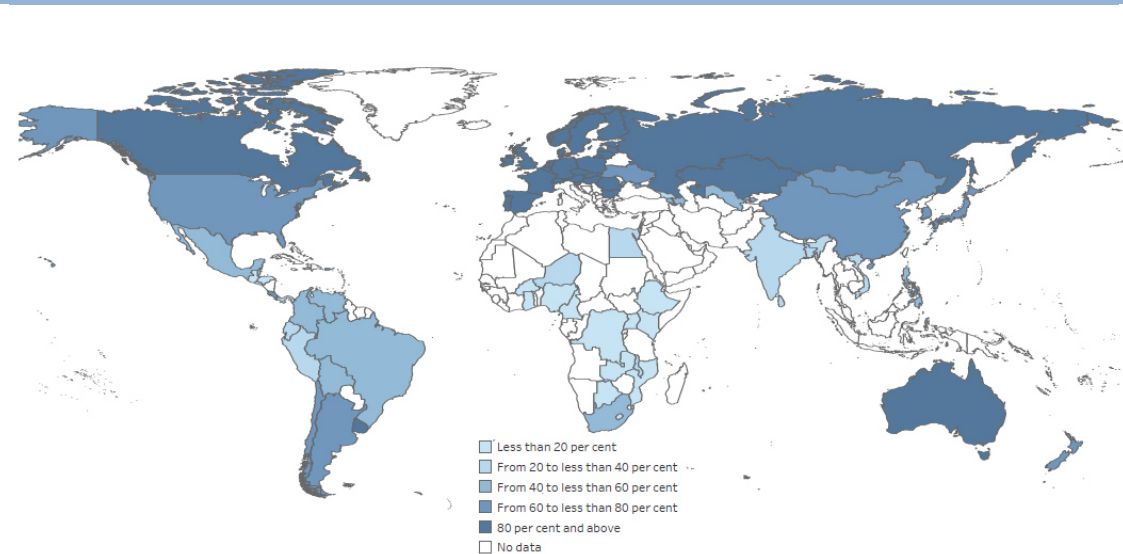 Less than 20 per cent
From 20 to less than 40 per cent
From 40 to less than 60 per cent
From 60 to less than 80 per cent
80 per cent and above
No data